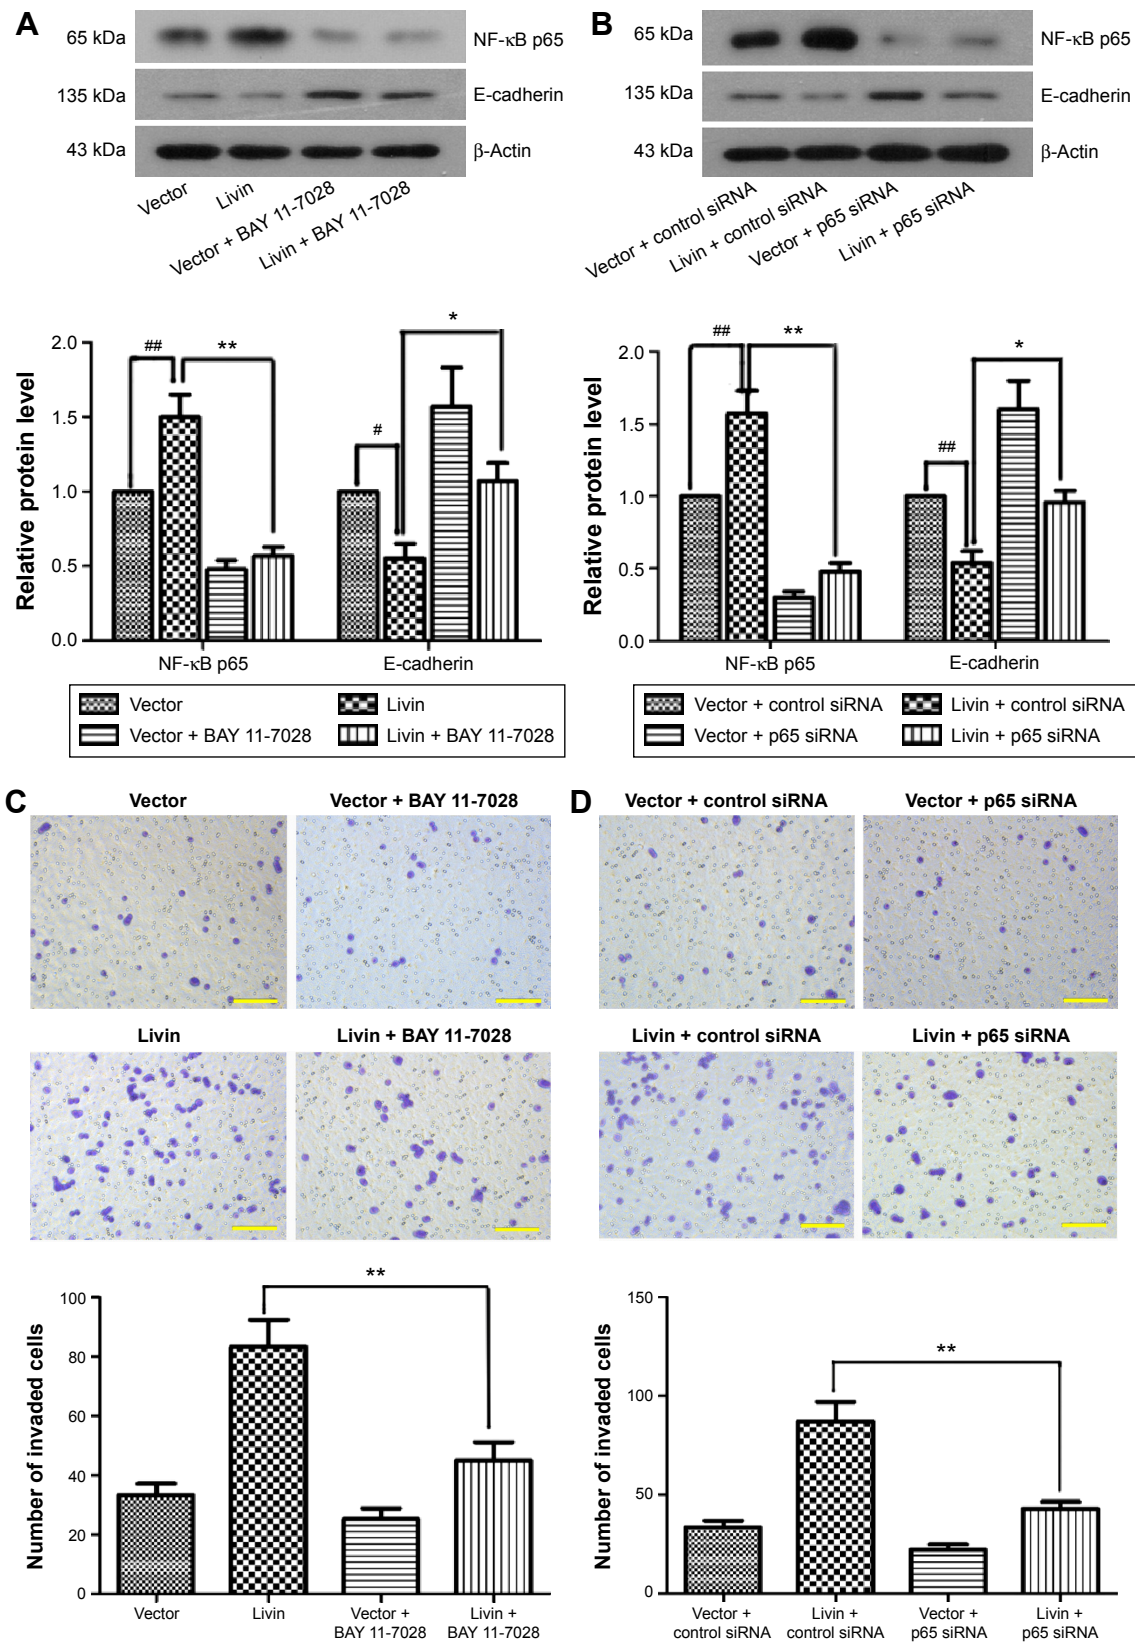 A
65 kDa
NF-κB p65
135 kDa
E-cadherin
43 kDa
β-Actin
Vector
Livin
Vector + BAY 11-7028
Livin + BAY 11-7028
2.0
1.5
1.0
0.5
0.0
Relative protein level
##
**
#
*
NF-κB p65
E-cadherin
Vector
Livin
Vector + BAY 11-7028
Livin + BAY 11-7028
B
65 kDa
NF-κB p65
135 kDa
E-cadherin
43 kDa
β-Actin
Vector + control siRNA
Livin + control siRNA
Vector + p65 siRNA
Livin + p65 siRNA
2.0
1.5
1.0
0.5
0.0
Relative protein level
##
**
##
*
NF-κB p65
E-cadherin
Vector + control siRNA
Livin + control siRNA
Vector + p65 siRNA
Livin + p65 siRNA
C
Vector
Vector + BAY 11-7028
Livin
Livin + BAY 11-7028
100
80
60
40
20
0
Number of invaded cells
**
Vector
Livin
Vector +
BAY 11-7028
Livin +
BAY 11-7028
D
Vector + control siRNA
Vector + p65 siRNA
Livin + control siRNA
Livin + p65 siRNA
150
100
50
0
Number of invaded cells
**
Vector +
control siRNA
Livin +
control siRNA
Vector +
p65 siRNA
Livin +
p65 siRNA